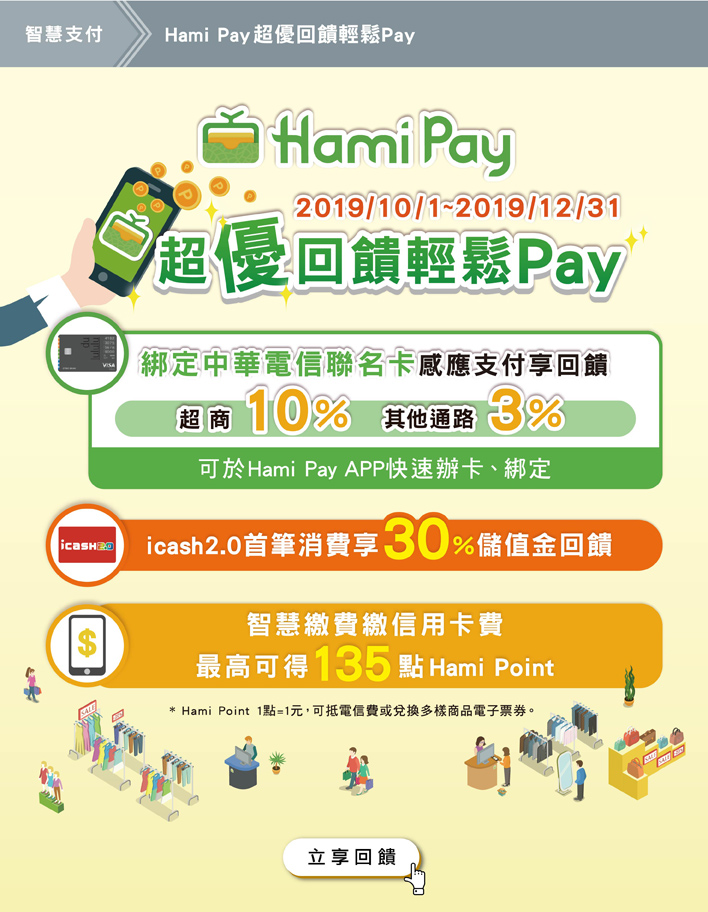 智慧支付
Hami Pay超優回饋輕鬆Pay
Hami Pay
2019/10/1~2019/12/31
超優回饋輕鬆Pay
綁定中華電信聯名卡感應支付享回饋
VISA
超商 10% 其他通路 3%
可於Hami Pay APP快速辦卡、綁定
icash2.0
icash2.0首筆消費享30%儲值金回饋
$
智慧繳費繳信用卡費
最高可得135點Hami Point
* Hami Point 1點=1元，可抵電信費或兌換多樣商品電子票券。
SALE
立享回饋